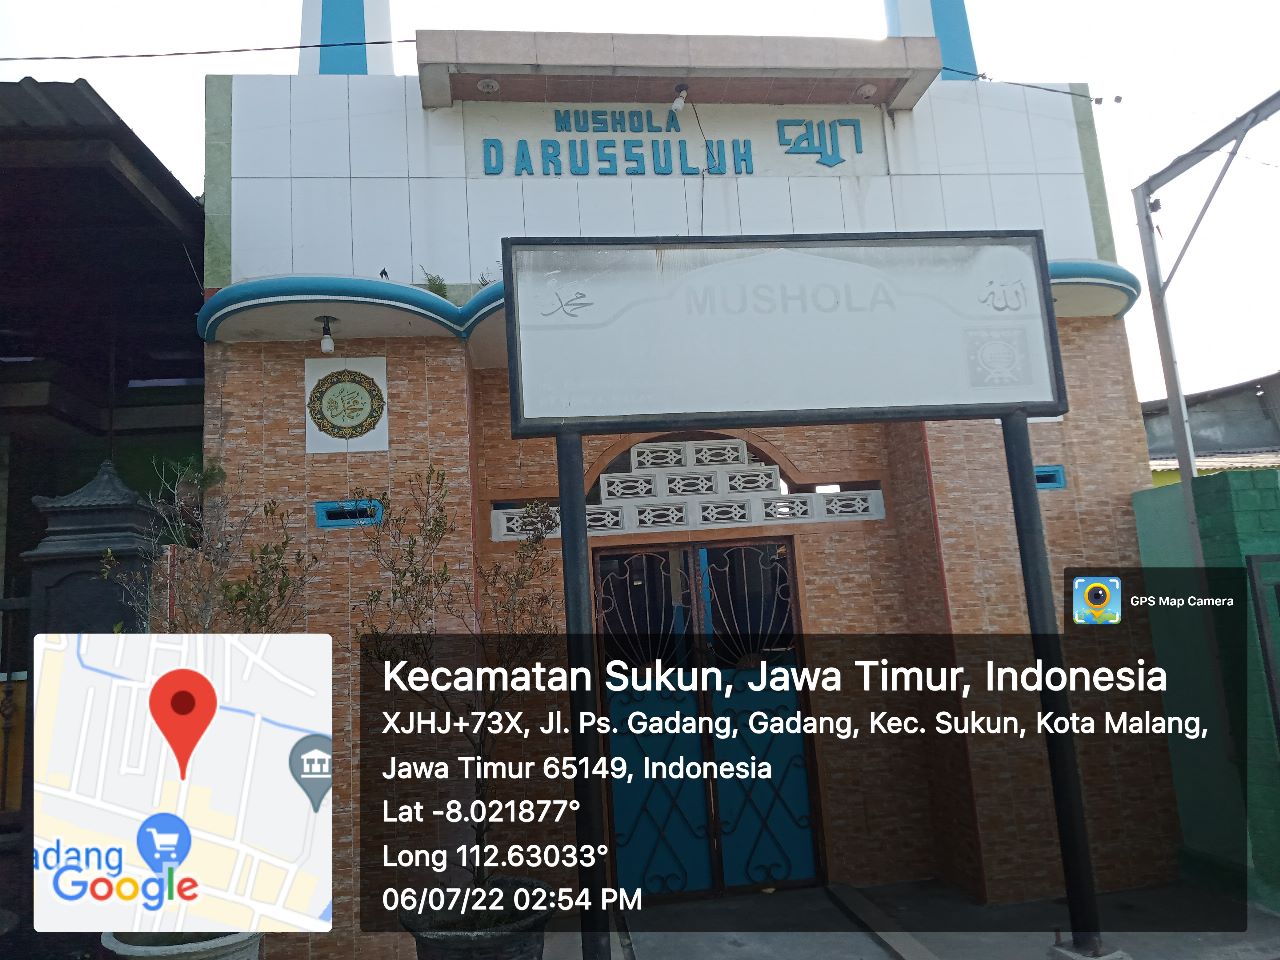 MUSHOLA
DARUSSULUH
MUSHOLA
محمد
الله
محمد
GPS Map Camera
Kecamatan Sukun, Jawa Timur, Indonesia
XJHJ+73X, Jl. Ps. Gadang, Gadang, Kec. Sukun, Kota Malang,
Jawa Timur 65149, Indonesia
Lat -8.021877°
Long 112.63033°
06/07/22 02:54 PM
adang
Google